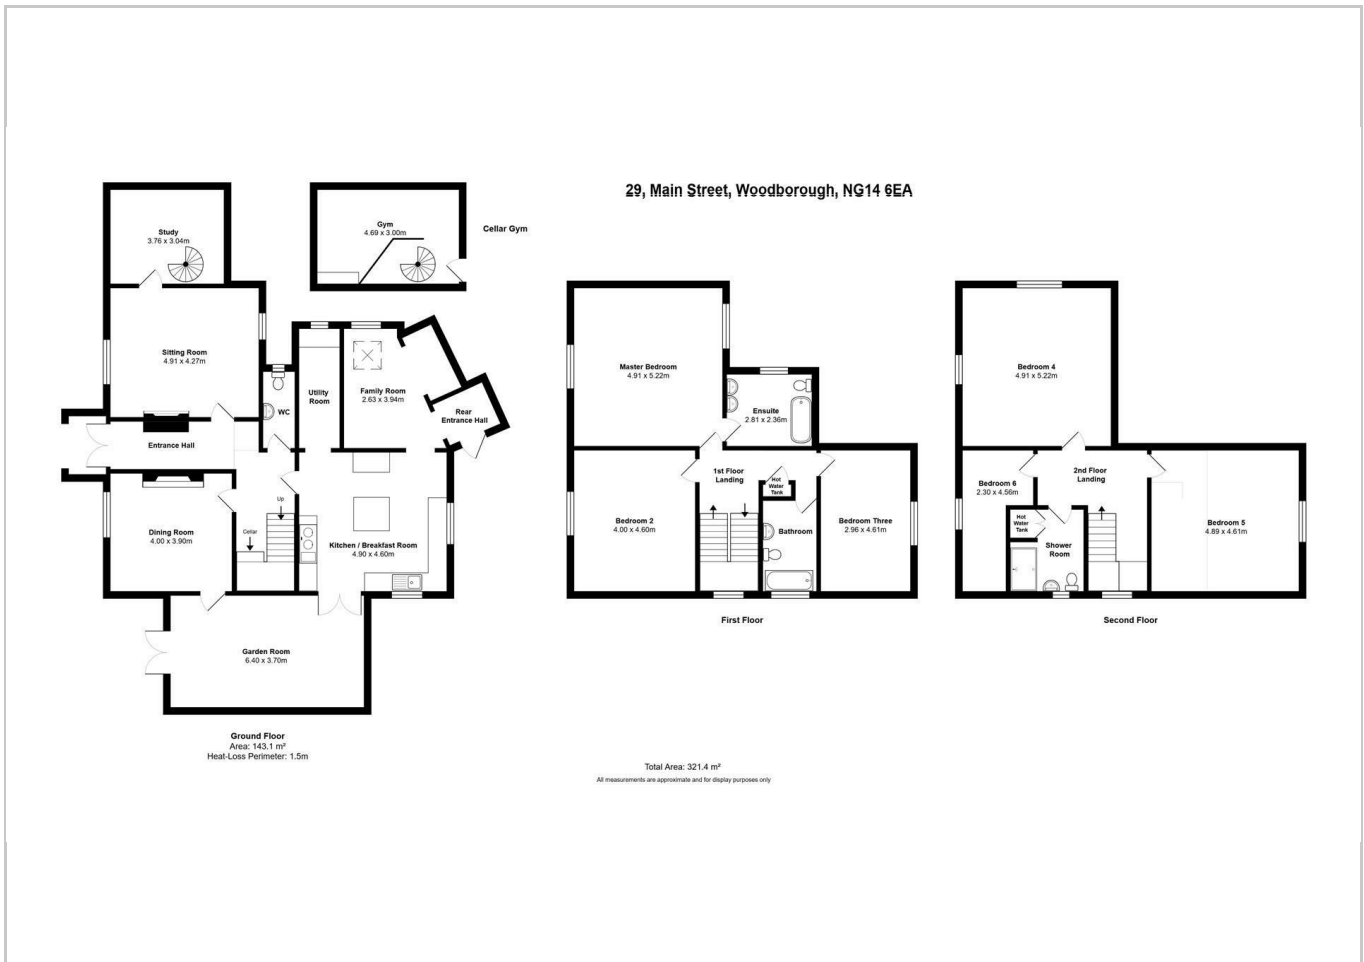 29, Main Street, Woodborough, NG14 6EA
Study
3.76 x 3.04m
Gym
4.69 x 3.00m
Cellar Gym
Sitting Room
4.91 x 4.27m
WC
Utility
Room
Family Room
2.63 x 3.94m
Rear
Entrance Hall
Entrance Hall
Dining Room
4.00 x 3.90m
Up
Cellar
Kitchen / Breakfast Room
4.90 x 4.60m
Garden Room
6.40 x 3.70m
Ground Floor
Area: 143.1 m²
Heat-Loss Perimeter: 1.5m
Master Bedroom
4.91 x 5.22m
Ensuite
2.81 x 2.36m
1st Floor
Landing
Hot
Water
Tank
Bedroom 2
4.00 x 4.60m
Bathroom
Bedroom Three
2.96 x 4.61m
First Floor
Bedroom 4
4.91 x 5.22m
Bedroom 6
2.30 x 4.56m
2nd Floor
Landing
Hot
Water
Tank
Shower
Room
Bedroom 5
4.89 x 4.61m
Second Floor
Total Area: 321.4 m²
All measurements are approximate and for display purposes only